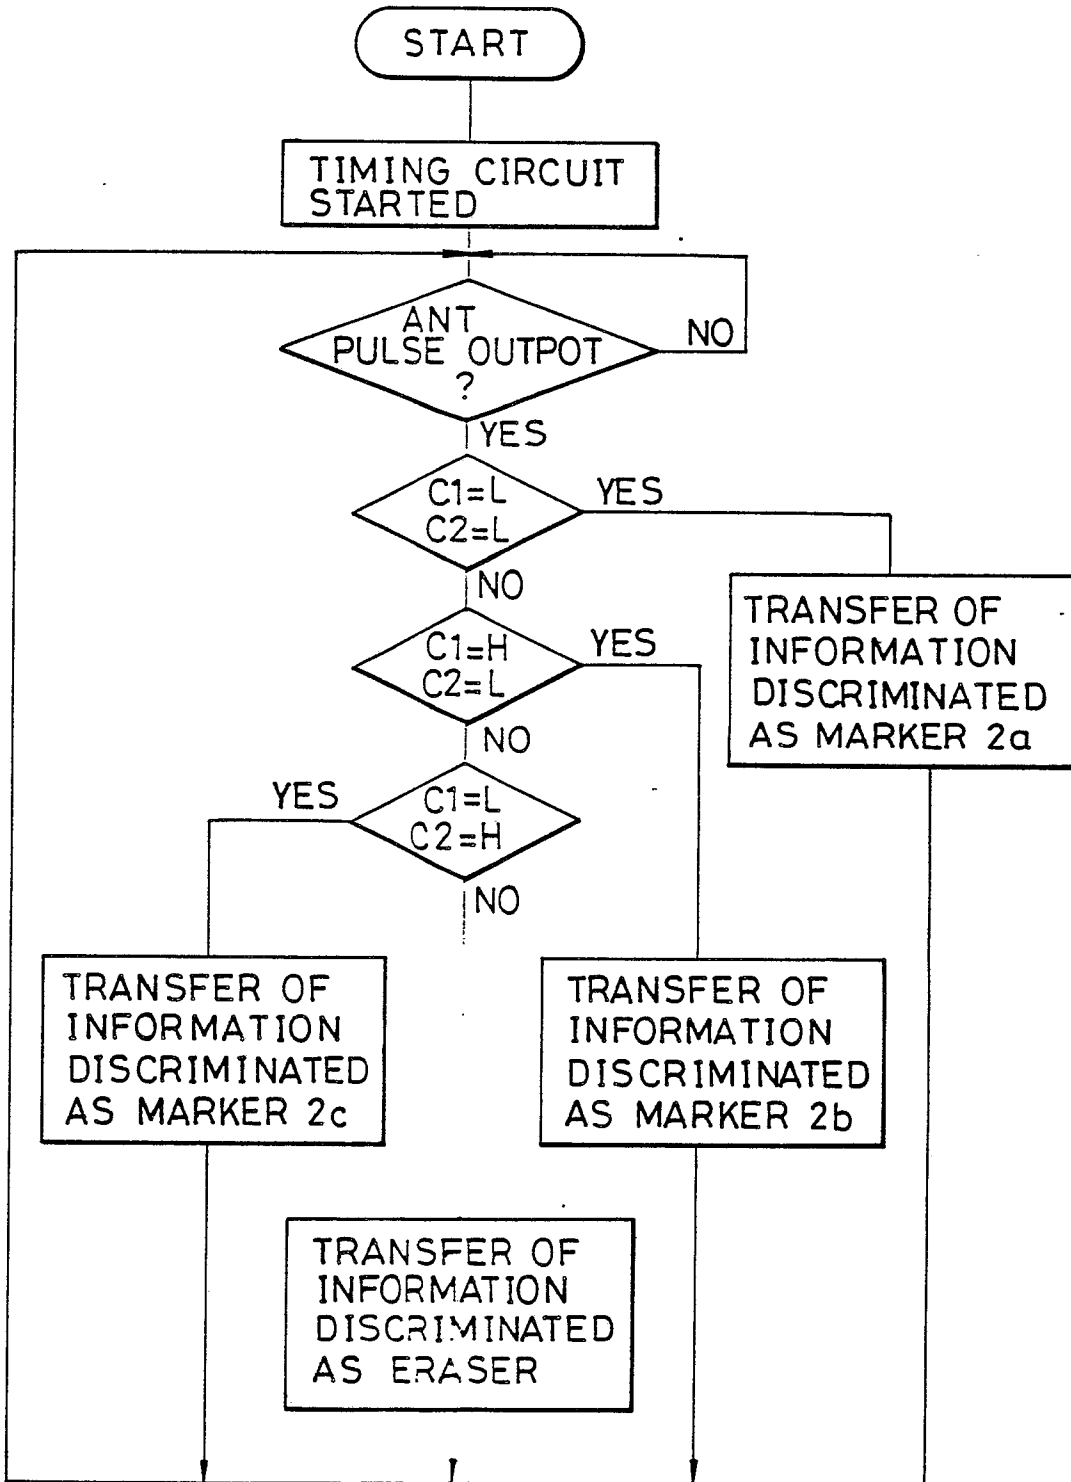 START
TIMING CIRCUIT
STARTED
ANT
PULSE OUTPOT
?
NO
YES
C1=L
C2=L
YES
NO
C1=H
C2=L
YES
NO
C1=L
C2=H
YES
NO
TRANSFER OF
INFORMATION
DISCRIMINATED
AS MARKER 2a
TRANSFER OF
INFORMATION
DISCRIMINATED
AS MARKER 2c
TRANSFER OF
INFORMATION
DISCRIMINATED
AS MARKER 2b
TRANSFER OF
INFORMATION
DISCRIMINATED
AS ERASER